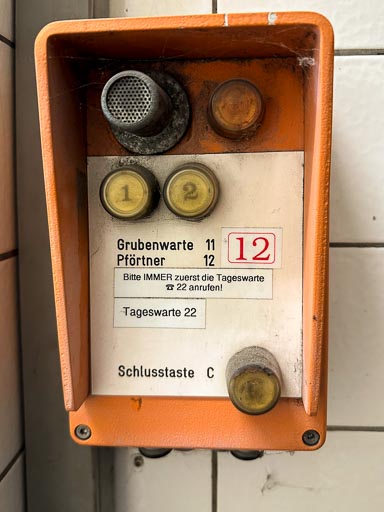 1 2
Grubenwarte 11
Pförtner 12
12
Bitte IMMER zuerst die Tageswarte
☎ 22 anrufen!
Tageswarte 22
Schlusstaste C